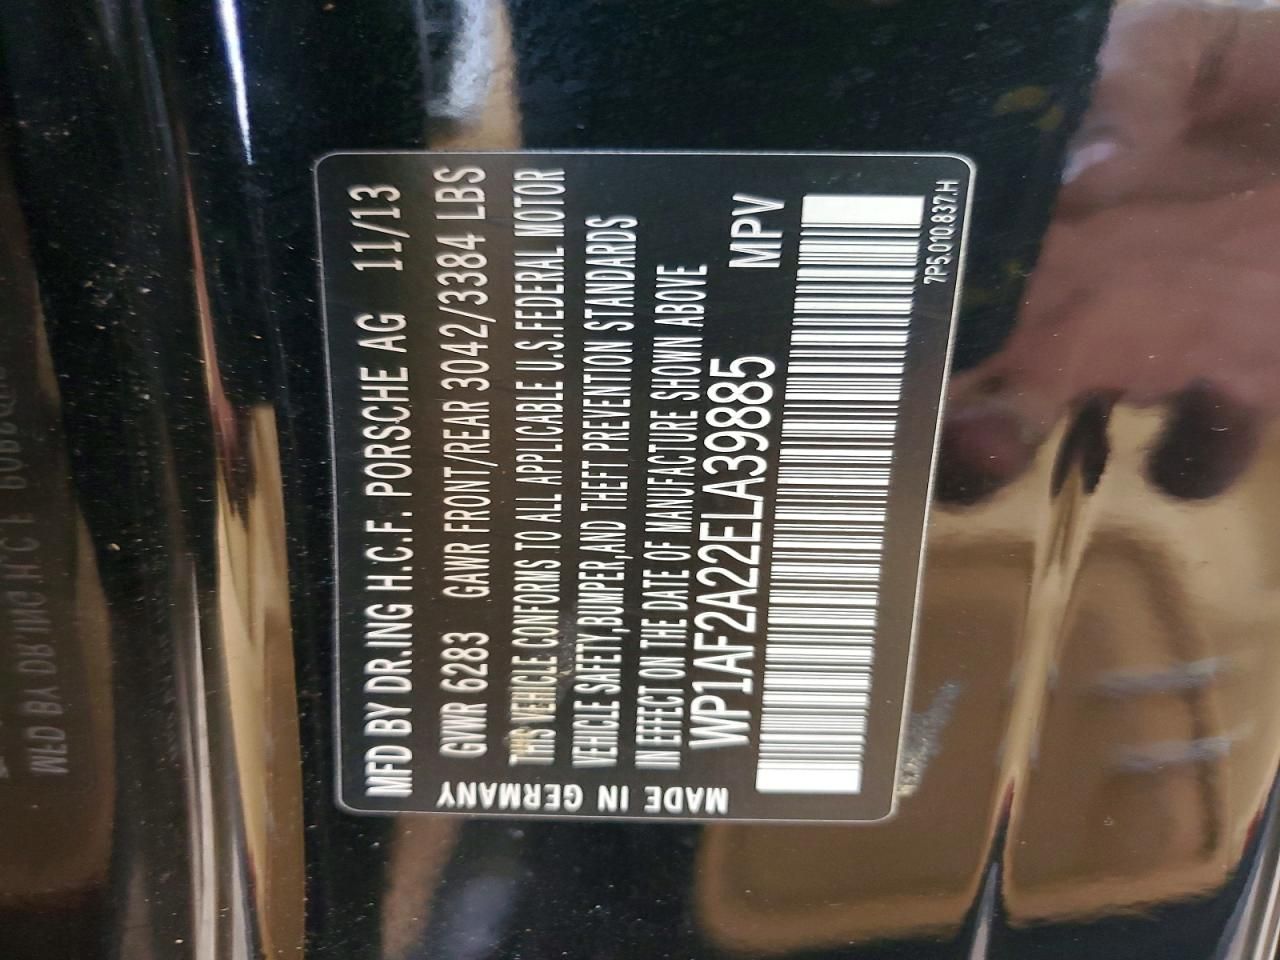 MFD BY DR.ING H.C.F. PORSCHE AG 11/13
GVWR 6283 GAWR FRONT/REAR 3042/3384 LBS
THIS VEHICLE CONFORMS TO ALL APPLICABLE U.S.FEDERAL MOTOR
VEHICLE SAFETY,BUMPER,AND THEFT PREVENTION STANDARDS
IN EFFECT ON THE DATE OF MANUFACTURE SHOWN ABOVE
WP1AF2A22ELA39885 MPV
MADE IN GERMANY
7P5.010.837.H